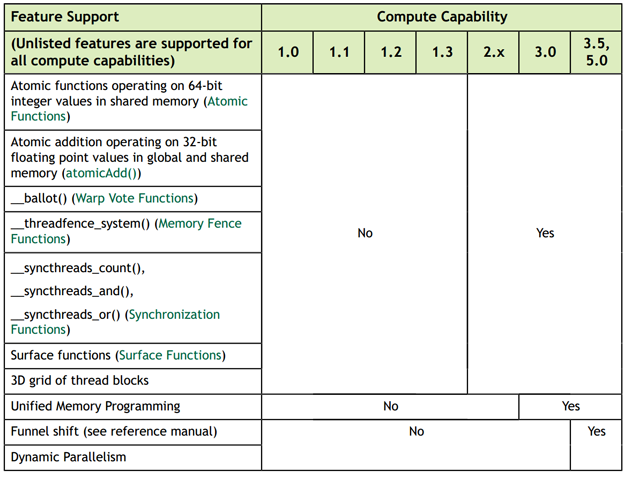 Feature Support
Compute Capability
(Unlisted features are supported for
all compute capabilities)
1.0
1.1
1.2
1.3
2.x
3.0
3.5,
5.0
Atomic functions operating on 64-bit
integer values in shared memory (Atomic
Functions)
Atomic addition operating on 32-bit
floating point values in global and shared
memory (atomicAdd())
__ballot() (Warp Vote Functions)
__threadfence_system() (Memory Fence
Functions)
__syncthreads_count(),
__syncthreads_and(),
__syncthreads_or() (Synchronization
Functions)
Surface functions (Surface Functions)
3D grid of thread blocks
No
Yes
Unified Memory Programming
No
Yes
Funnel shift (see reference manual)
No
Yes
Dynamic Parallelism